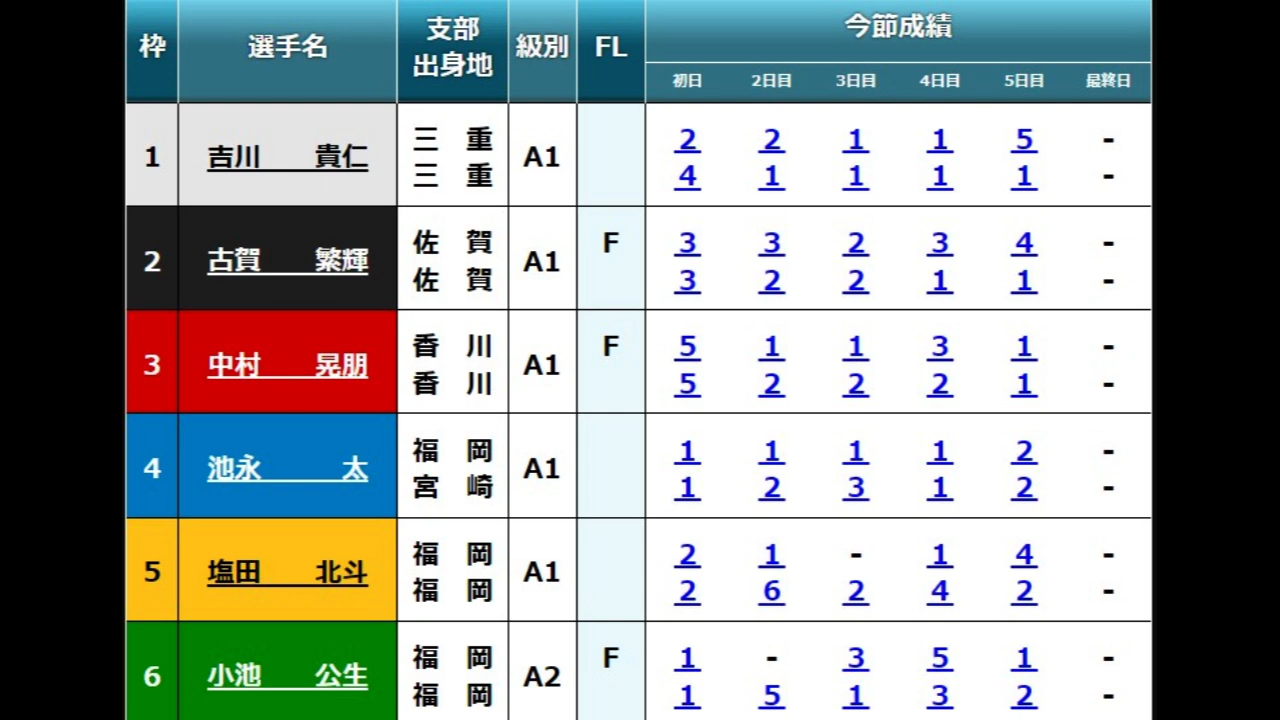 枠 選手名 支部 出身地 級別 FL 今節成績
初日 2日目 3日目 4日目 5日目 最終日
1 吉川 貴仁 三 重 A1 2 2 1 1 5 -
三 重 4 1 1 1 1 -
2 古賀 繁輝 佐 賀 A1 F 3 3 2 3 4 -
佐 賀 3 2 2 1 1 -
3 中村 晃朋 香 川 A1 F 5 1 1 3 1 -
香 川 5 2 2 2 1 -
4 池永 太 福 岡 A1 1 1 1 1 2 -
宮 崎 1 2 3 1 2 -
5 塩田 北斗 福 岡 A1 2 1 - 1 4 -
福 岡 2 6 2 4 2 -
6 小池 公生 福 岡 A2 F 1 - 3 5 1 -
福 岡 1 5 1 3 2 -